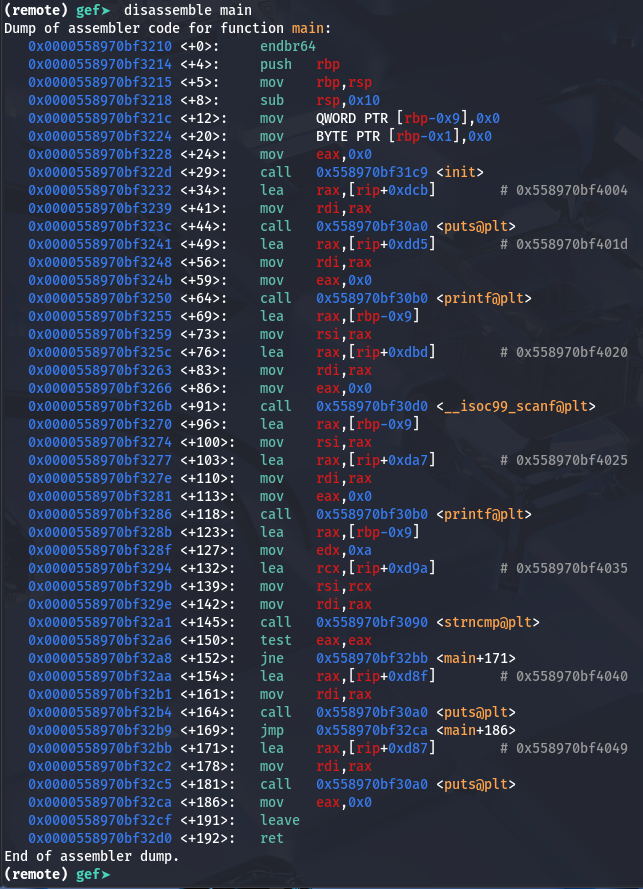 (remote) gef➤  disassemble main
Dump of assembler code for function main:
   0x0000558970bf3210 <+0>:     endbr64
   0x0000558970bf3214 <+4>:     push   rbp
   0x0000558970bf3215 <+5>:     mov    rbp,rsp
   0x0000558970bf3218 <+8>:     sub    rsp,0x10
   0x0000558970bf321c <+12>:    mov    QWORD PTR [rbp-0x9],0x0
   0x0000558970bf3224 <+20>:    mov    BYTE PTR [rbp-0x1],0x0
   0x0000558970bf3228 <+24>:    mov    eax,0x0
   0x0000558970bf322d <+29>:    call   0x558970bf31c9 <init>
   0x0000558970bf3232 <+34>:    lea    rax,[rip+0xdcb]        # 0x558970bf4004
   0x0000558970bf3239 <+41>:    mov    rdi,rax
   0x0000558970bf323c <+44>:    call   0x558970bf30a0 <puts@plt>
   0x0000558970bf3241 <+49>:    lea    rax,[rip+0xdd5]        # 0x558970bf401d
   0x0000558970bf3248 <+56>:    mov    rdi,rax
   0x0000558970bf324b <+59>:    mov    eax,0x0
   0x0000558970bf3250 <+64>:    call   0x558970bf30b0 <printf@plt>
   0x0000558970bf3255 <+69>:    lea    rax,[rbp-0x9]
   0x0000558970bf3259 <+73>:    mov    rsi,rax
   0x0000558970bf325c <+76>:    lea    rax,[rip+0xdbd]        # 0x558970bf4020
   0x0000558970bf3263 <+83>:    mov    rdi,rax
   0x0000558970bf3266 <+86>:    mov    eax,0x0
   0x0000558970bf326b <+91>:    call   0x558970bf30d0 <__isoc99_scanf@plt>
   0x0000558970bf3270 <+96>:    lea    rax,[rbp-0x9]
   0x0000558970bf3274 <+100>:   mov    rsi,rax
   0x0000558970bf3277 <+103>:   lea    rax,[rip+0xda7]        # 0x558970bf4025
   0x0000558970bf327e <+110>:   mov    rdi,rax
   0x0000558970bf3281 <+113>:   mov    eax,0x0
   0x0000558970bf3286 <+118>:   call   0x558970bf30b0 <printf@plt>
   0x0000558970bf328b <+123>:   lea    rax,[rbp-0x9]
   0x0000558970bf328f <+127>:   mov    edx,0xa
   0x0000558970bf3294 <+132>:   lea    rcx,[rip+0xd9a]        # 0x558970bf4035
   0x0000558970bf329b <+139>:   mov    rsi,rcx
   0x0000558970bf329e <+142>:   mov    rdi,rax
   0x0000558970bf32a1 <+145>:   call   0x558970bf3090 <strncmp@plt>
   0x0000558970bf32a6 <+150>:   test   eax,eax
   0x0000558970bf32a8 <+152>:   jne    0x558970bf32bb <main+171>
   0x0000558970bf32aa <+154>:   lea    rax,[rip+0xd8f]        # 0x558970bf4040
   0x0000558970bf32b1 <+161>:   mov    rdi,rax
   0x0000558970bf32b4 <+164>:   call   0x558970bf30a0 <puts@plt>
   0x0000558970bf32b9 <+169>:   jmp    0x558970bf32ca <main+186>
   0x0000558970bf32bb <+171>:   lea    rax,[rip+0xd87]        # 0x558970bf4049
   0x0000558970bf32c2 <+178>:   mov    rdi,rax
   0x0000558970bf32c5 <+181>:   call   0x558970bf30a0 <puts@plt>
   0x0000558970bf32ca <+186>:   mov    eax,0x0
   0x0000558970bf32cf <+191>:   leave
   0x0000558970bf32d0 <+192>:   ret
End of assembler dump.
(remote) gef➤